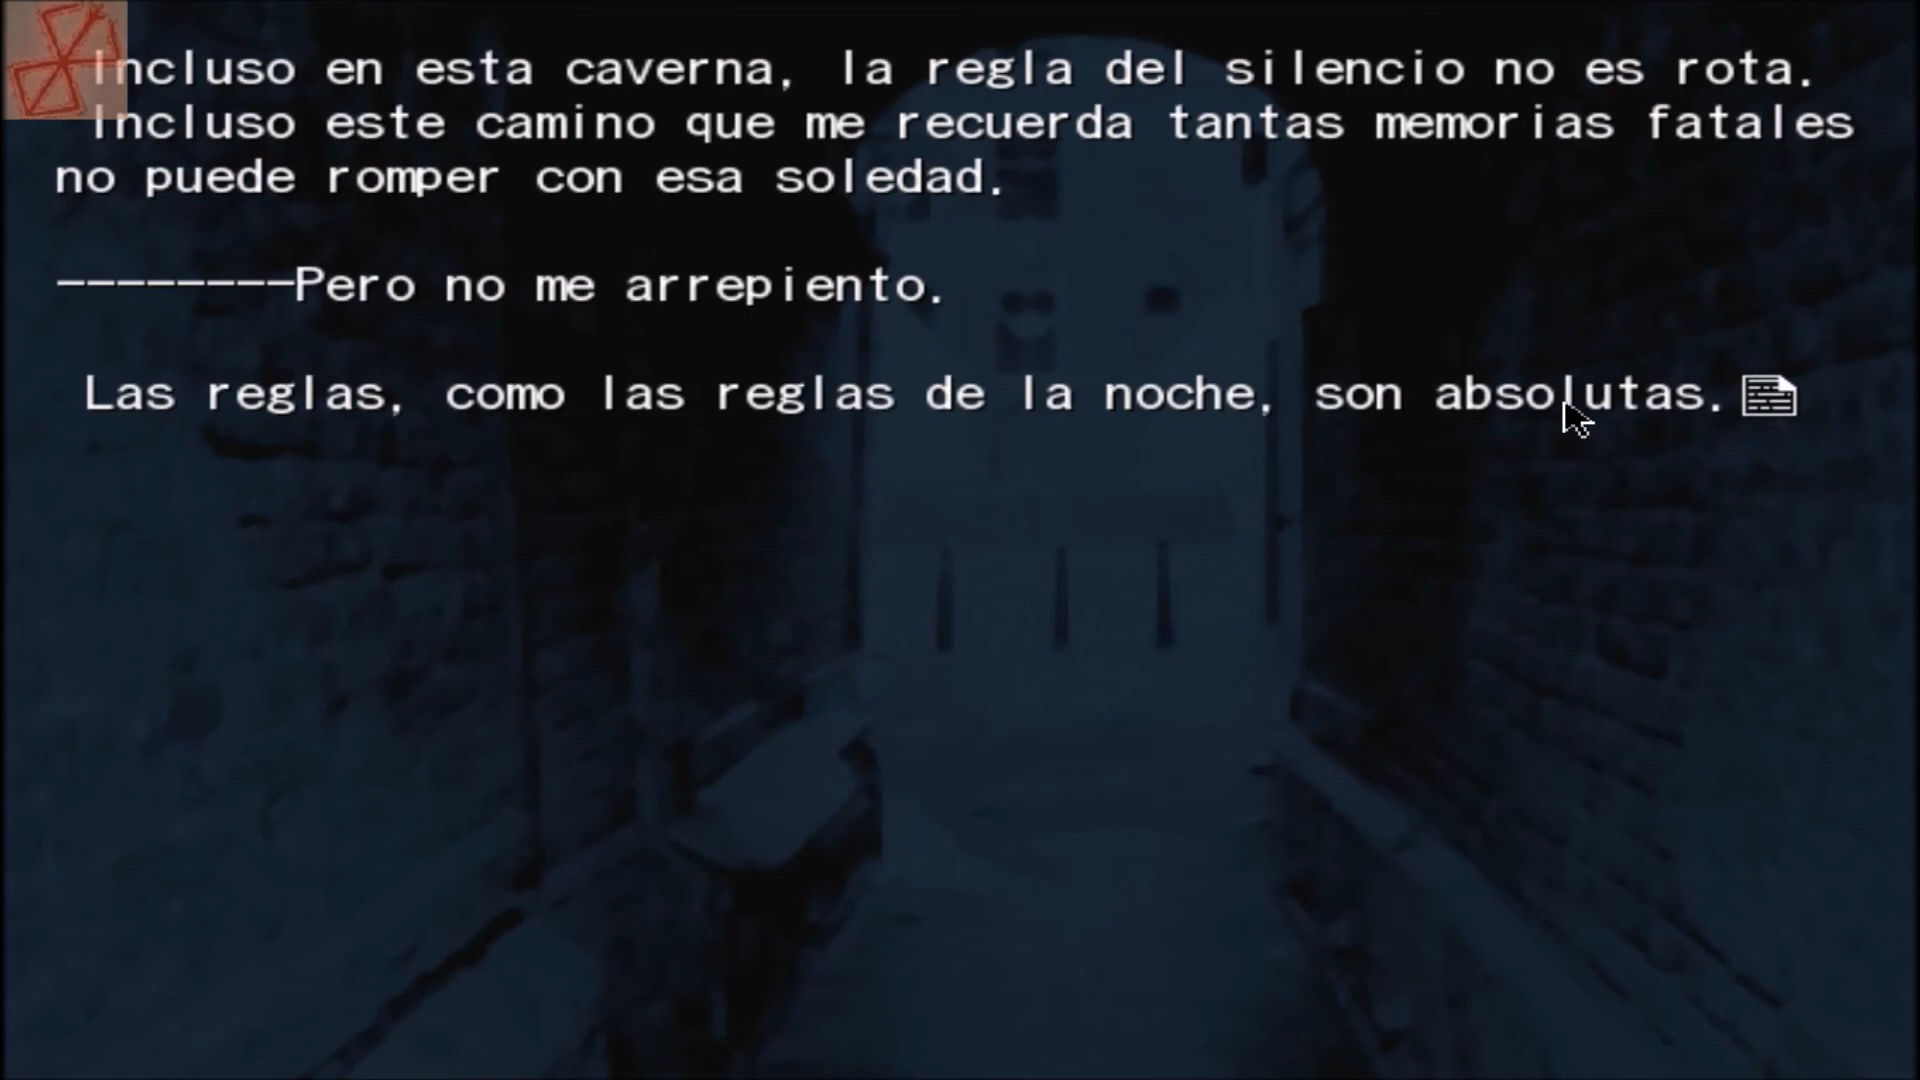 Incluso en esta caverna, la regla del silencio no es rota.
Incluso este camino que me recuerda tantas memorias fatales
no puede romper con esa soledad.
————————Pero no me arrepiento.
Las reglas, como las reglas de la noche, son absolutas.